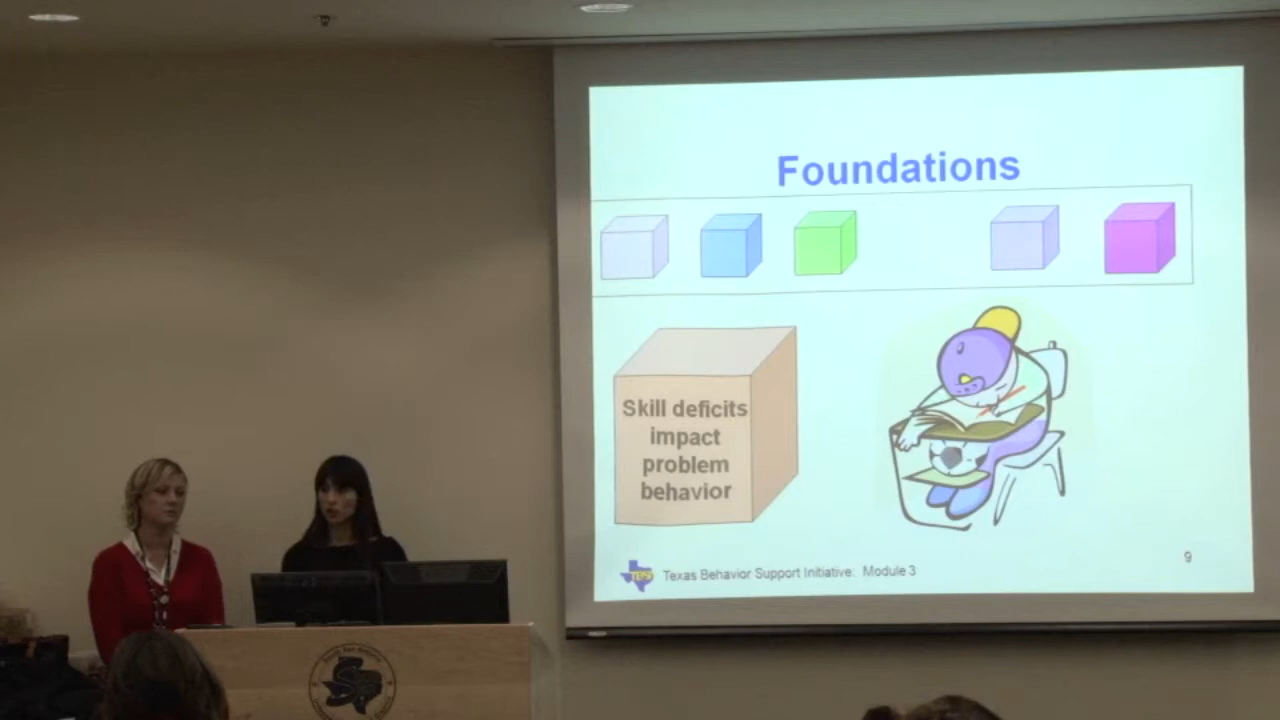 Foundations
Skill deficits
impact
problem
behavior
Texas Behavior Support Initiative: Module 3
9